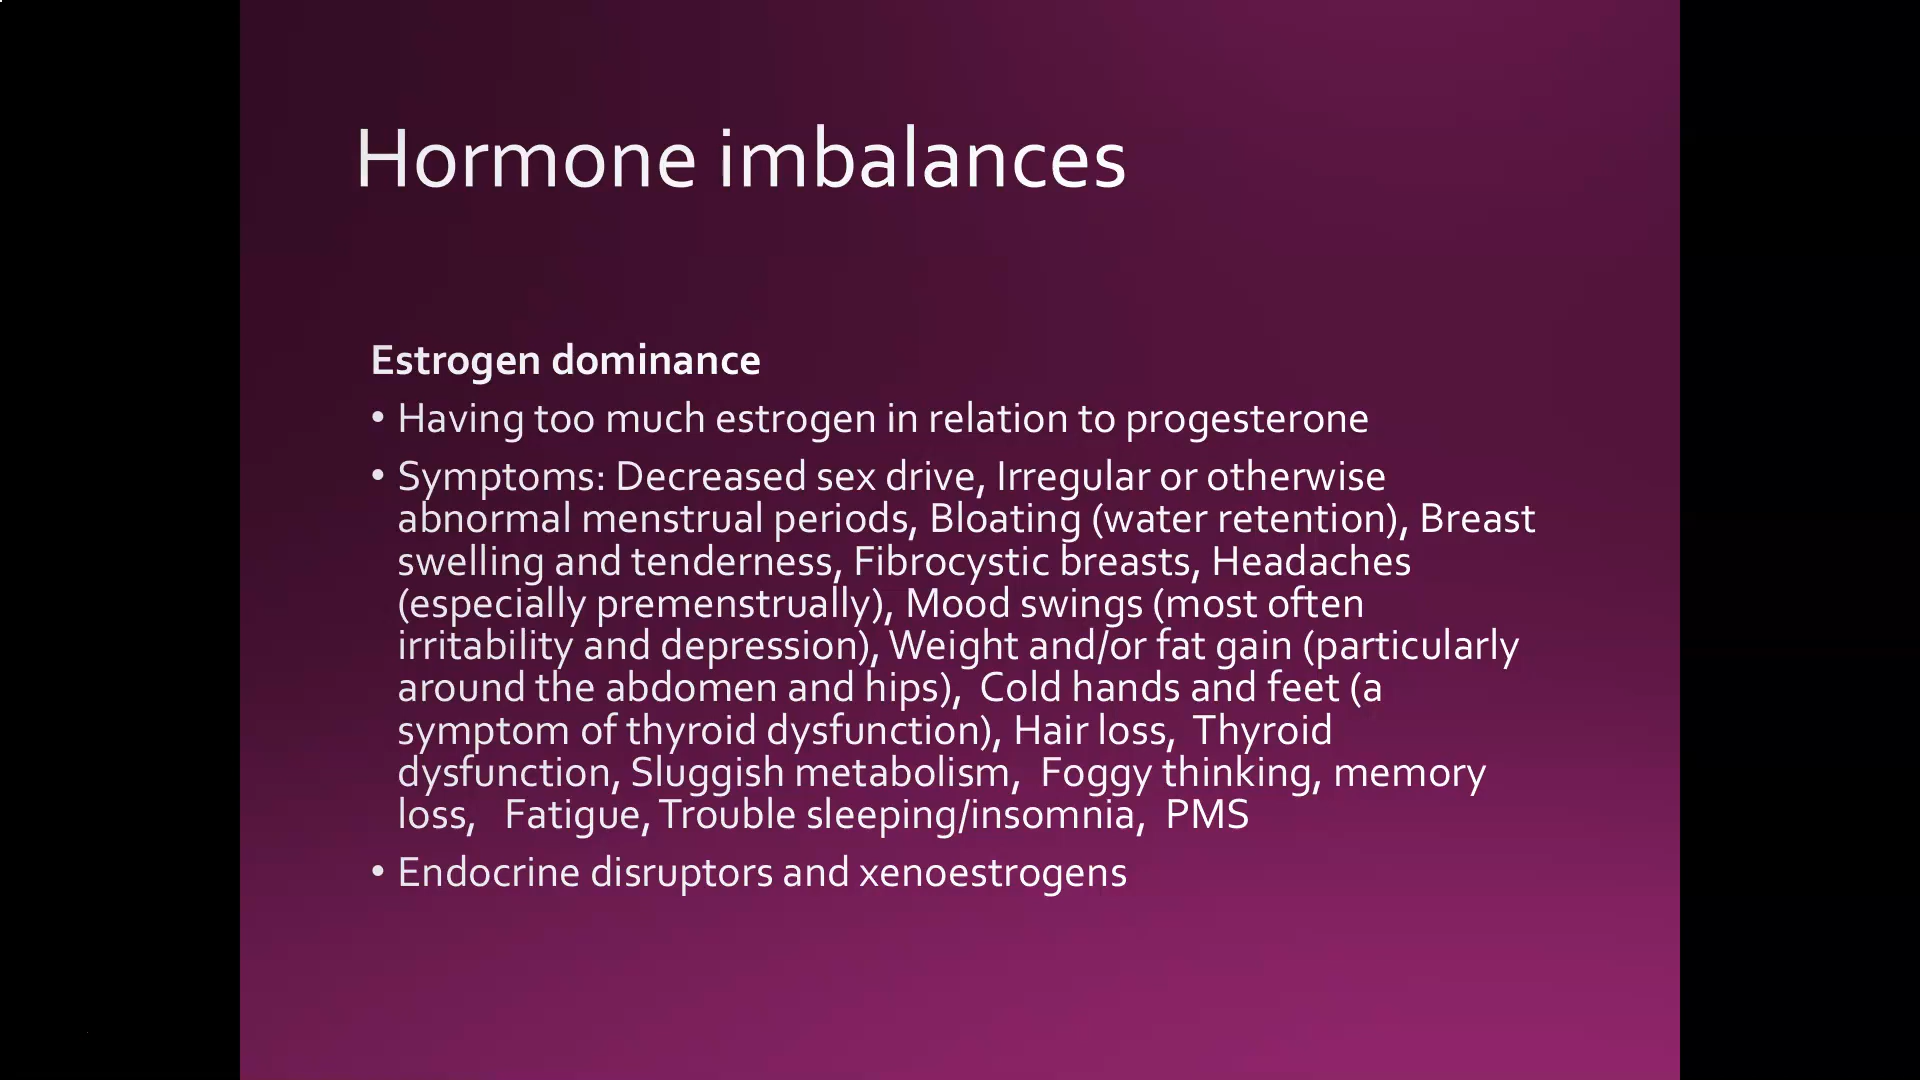 Hormone imbalances
Estrogen dominance
• Having too much estrogen in relation to progesterone
• Symptoms: Decreased sex drive, Irregular or otherwise
abnormal menstrual periods, Bloating (water retention), Breast
swelling and tenderness, Fibrocystic breasts, Headaches
(especially premenstrually), Mood swings (most often
irritability and depression), Weight and/or fat gain (particularly
around the abdomen and hips),  Cold hands and feet (a
symptom of thyroid dysfunction), Hair loss,  Thyroid
dysfunction, Sluggish metabolism,  Foggy thinking, memory
loss,   Fatigue, Trouble sleeping/insomnia,  PMS
• Endocrine disruptors and xenoestrogens